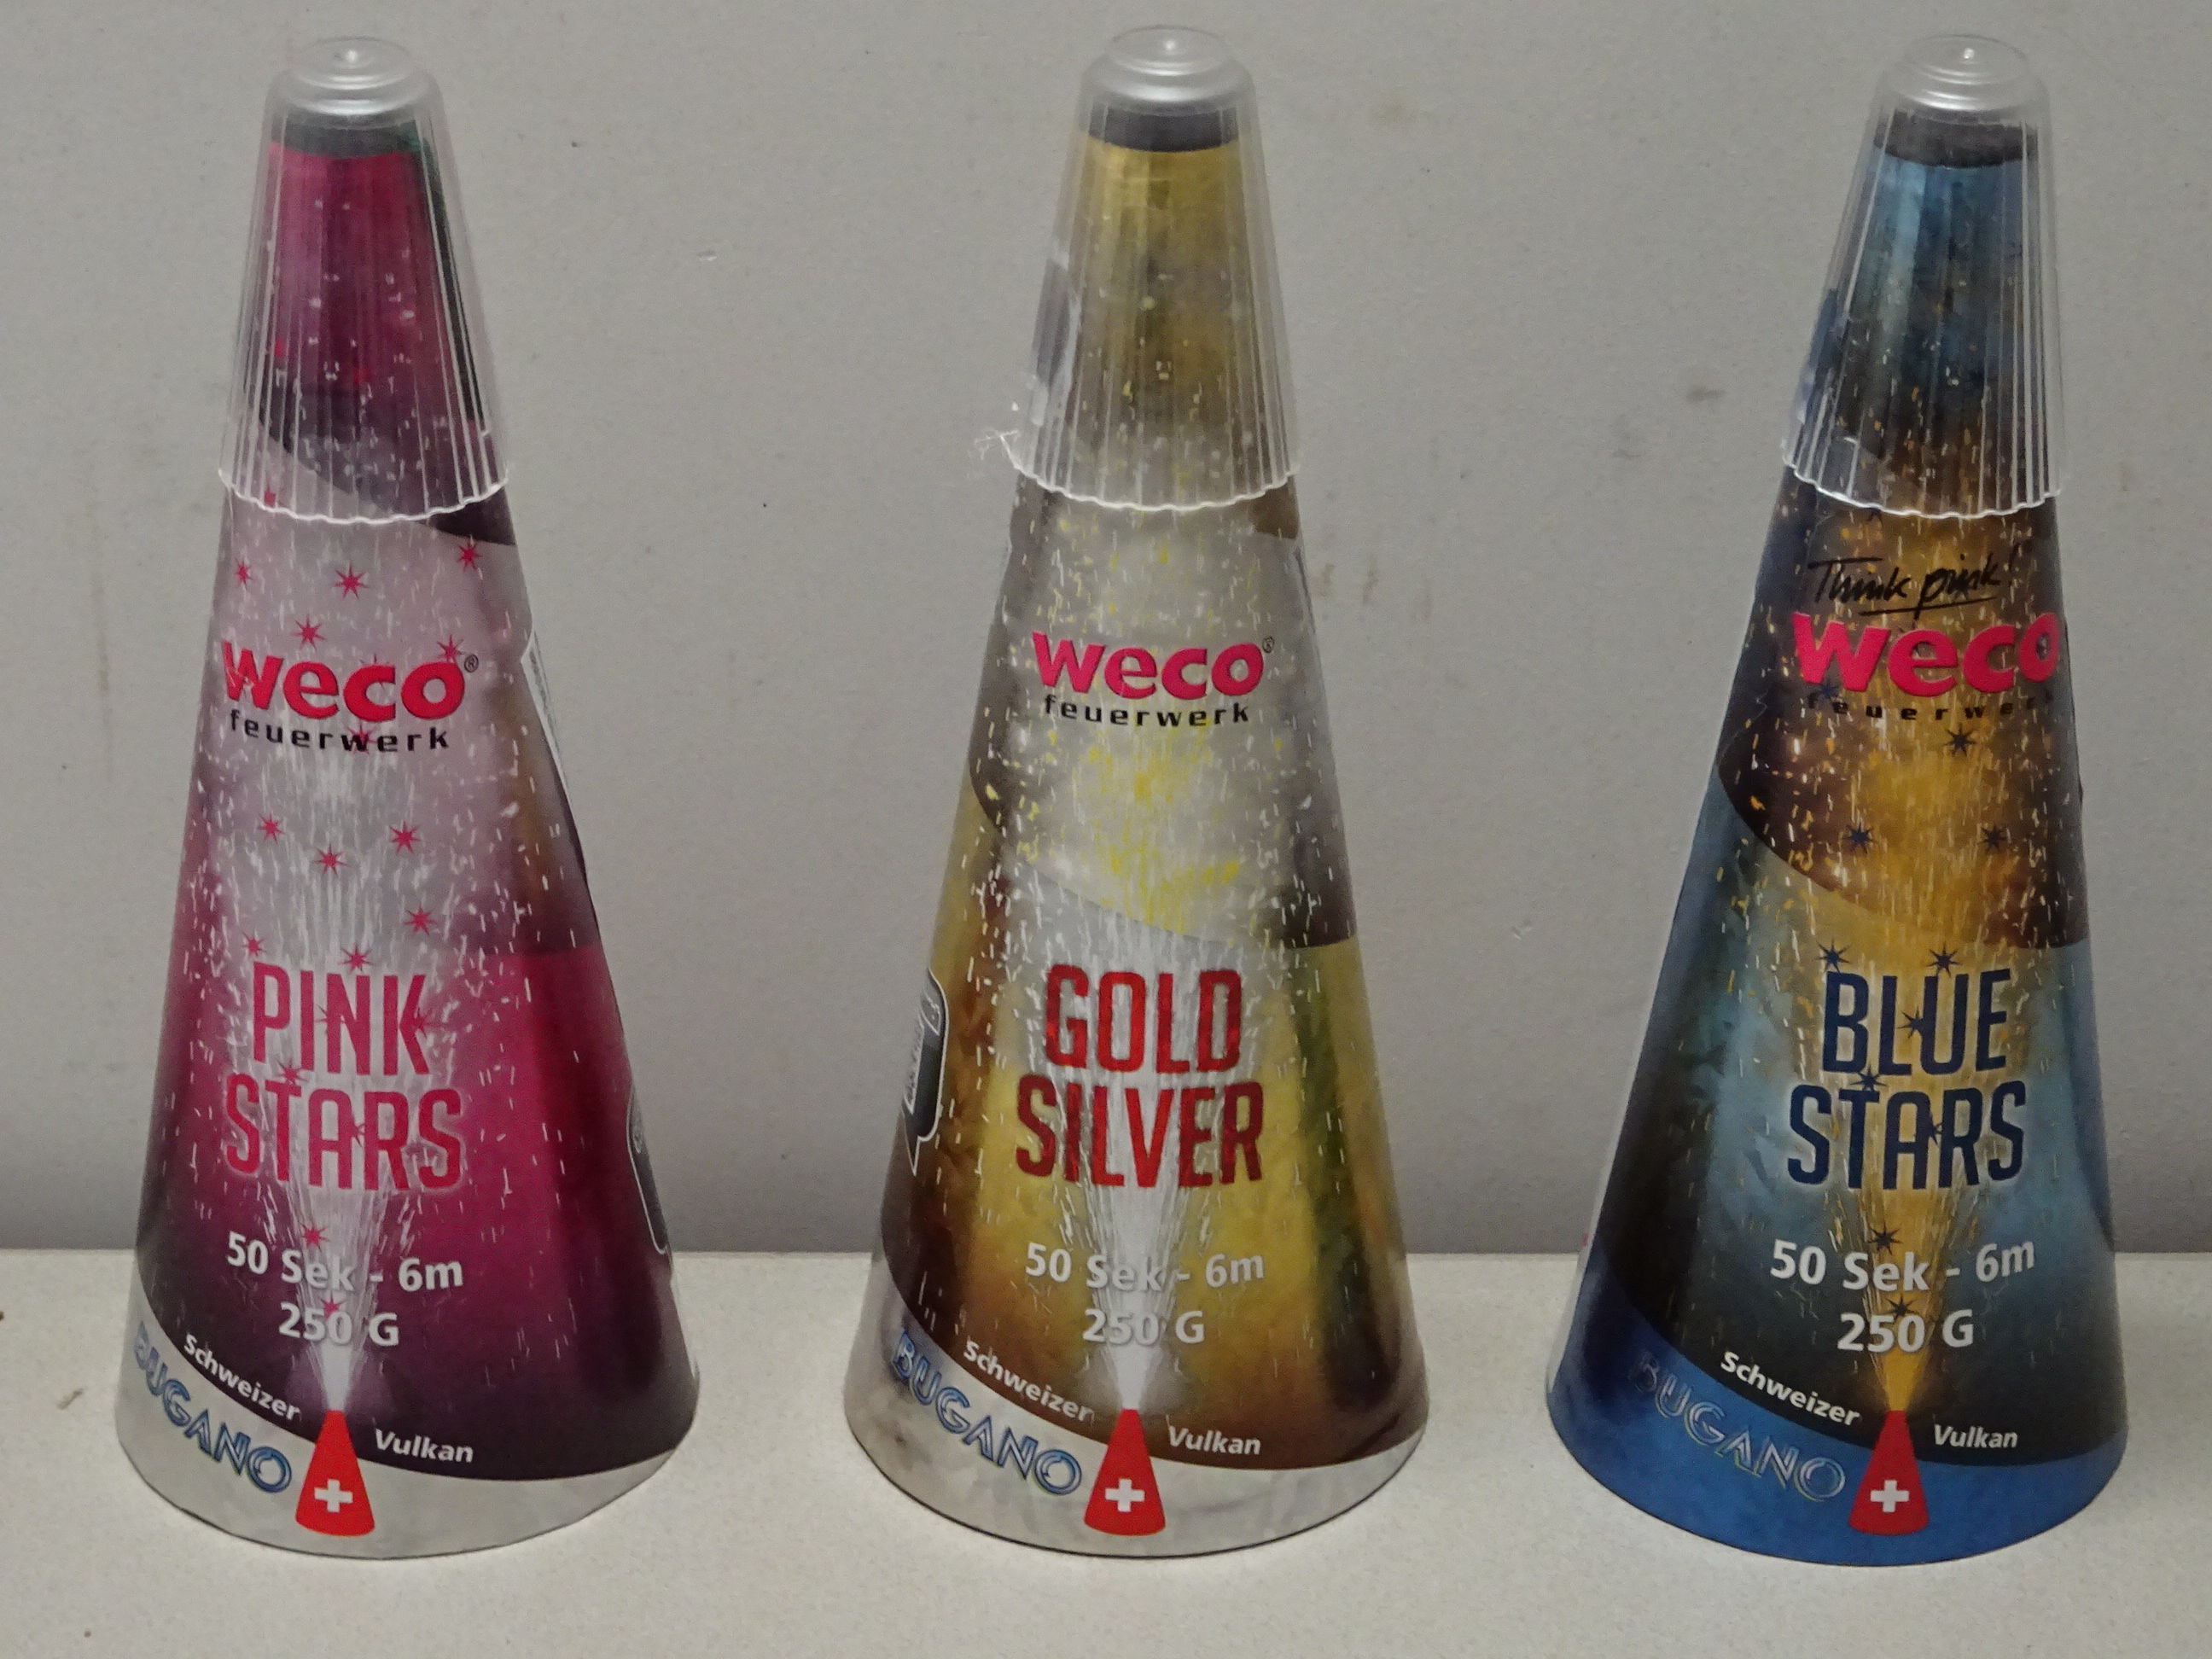 weco®
feuerwerk
PINK
STARS
50 Sek - 6m
250 G
Schweizer Vulkan
BUGANO
weco®
feuerwerk
GOLD
SILVER
50 Sek - 6m
250 G
Schweizer Vulkan
BUGANO
Think pink!
weco
feuerwerk
BLUE
STARS
50 Sek - 6m
250 G
Schweizer Vulkan
BUGANO